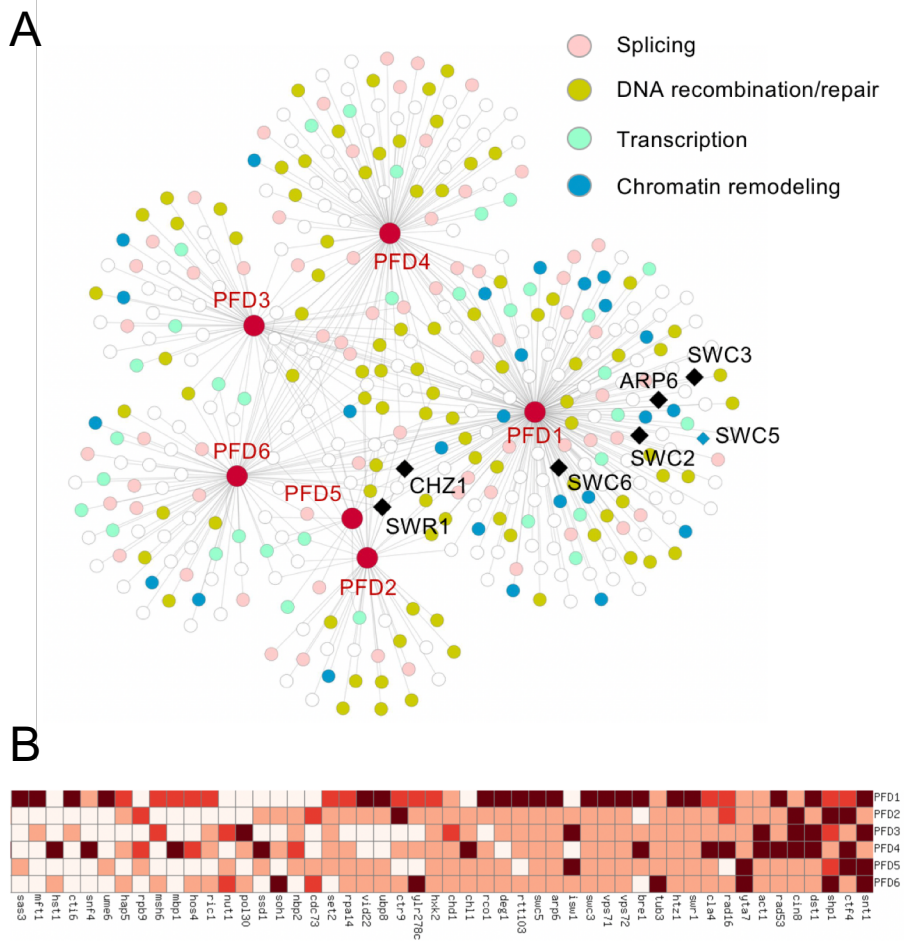 A
Splicing
DNA recombination/repair
Transcription
Chromatin remodeling
PFD4
PFD3
SWC3
ARP6
PFD1
SWC5
SWC2
PFD6
SWC6
CHZ1
PFD5
SWR1
PFD2
B
PFD1
PFD2
PFD3
PFD4
PFD5
PFD6
sas3
mft1
hst1
cti6
snf4
ume6
hap5
rpb9
msh6
mbp1
hos4
ric1
nut1
pol30
ssd1
soh1
nbp2
cdc73
set2
rpa14
vid22
ubp8
ctr3
ylr278c
hxk2
chd1
chl1
rco1
deg1
rtt103
swc5
arp6
isw1
swc3
vps71
vps72
bre1
tub3
htz1
swr1
cla4
rad16
yta7
act1
rad53
cin8
dst1
shp1
ctf4
snt1